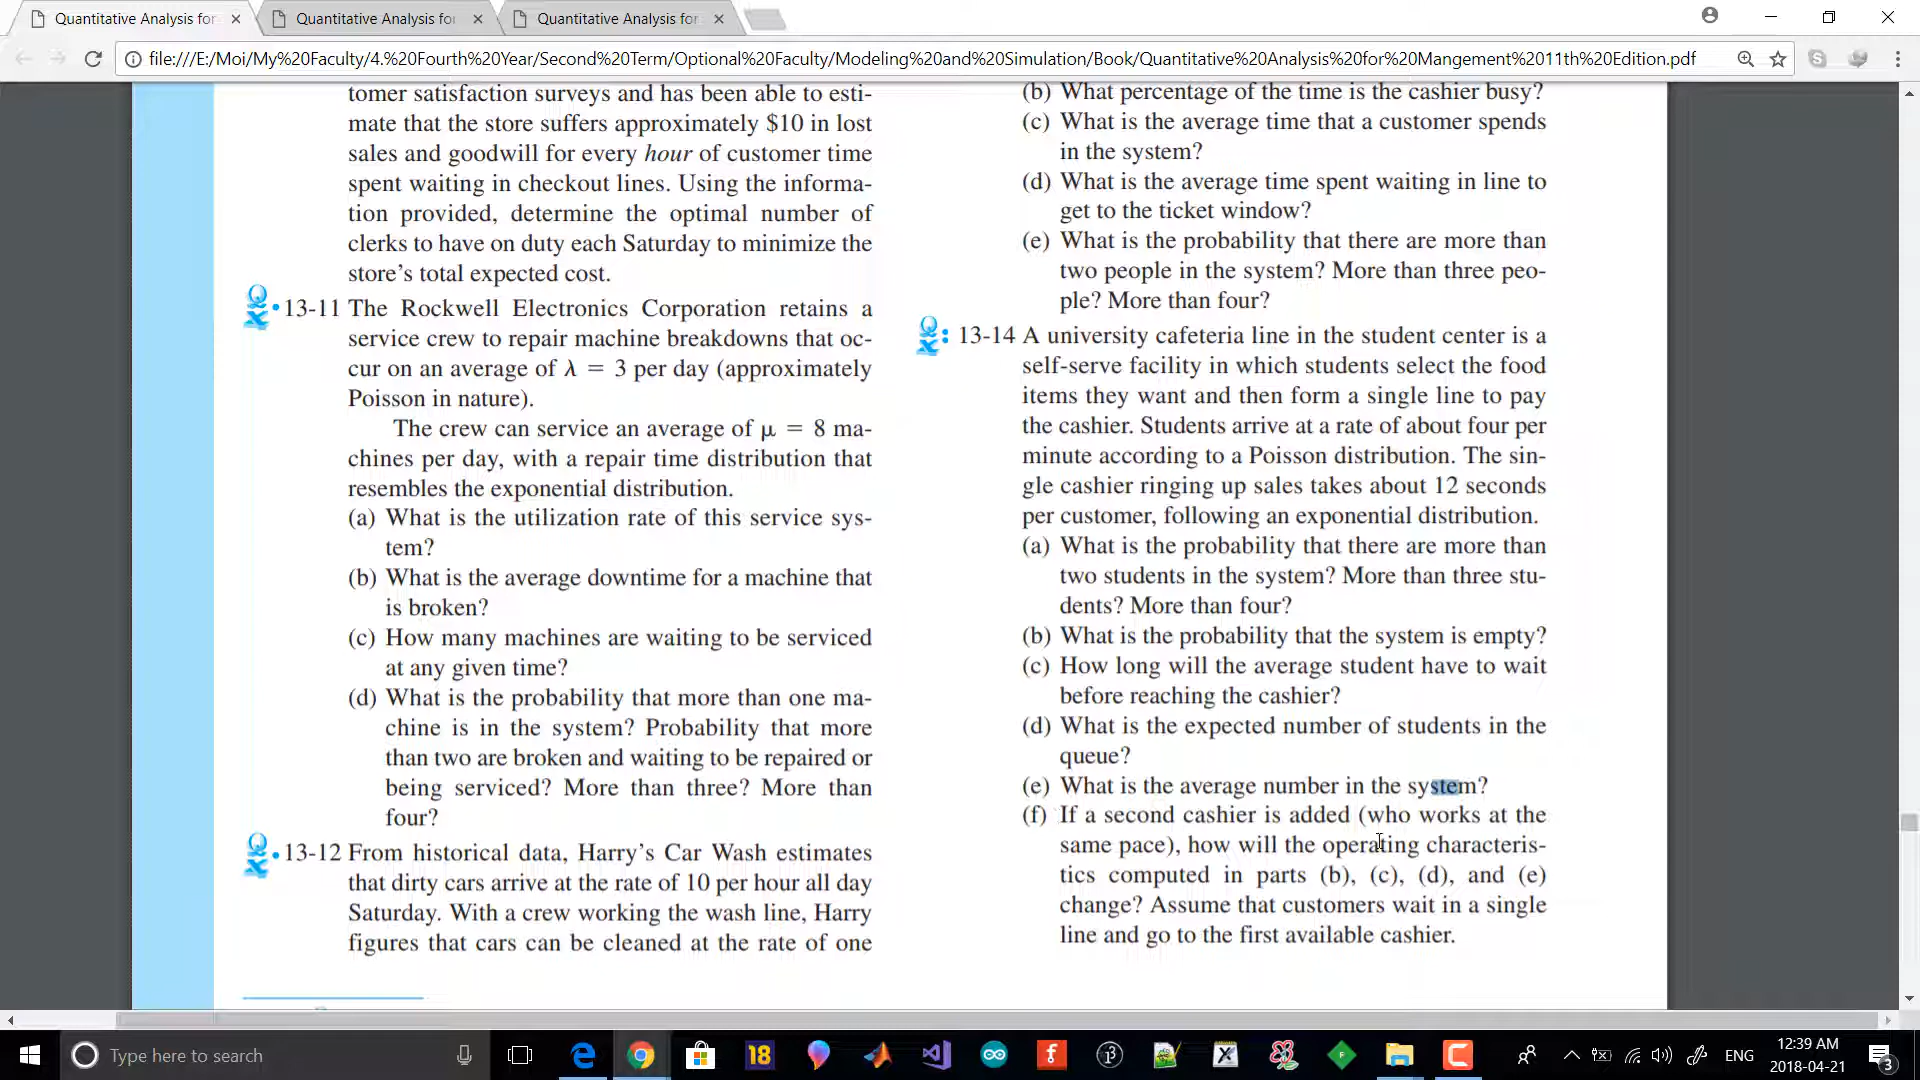 Quantitative Analysis for
Quantitative Analysis fo
Quantitative Analysis for
file:///E:/Moi/My%20Faculty/4.%20Fourth%20Year/Second%20Term/Optional%20Faculty/Modeling%20and%20Simulation/Book/Quantitative%20Analysis%20for%20Mangement%2011th%20Edition.pdf
tomer satisfaction surveys and has been able to esti-
mate that the store suffers approximately $10 in lost
sales and goodwill for every hour of customer time
spent waiting in checkout lines. Using the informa-
tion provided, determine the optimal number of
clerks to have on duty each Saturday to minimize the
store's total expected cost.
13-11 The Rockwell Electronics Corporation retains a
service crew to repair machine breakdowns that oc-
cur on an average of λ = 3 per day (approximately
Poisson in nature).
The crew can service an average of μ = 8 ma-
chines per day, with a repair time distribution that
resembles the exponential distribution.
(a) What is the utilization rate of this service sys-
tem?
(b) What is the average downtime for a machine that
is broken?
(c) How many machines are waiting to be serviced
at any given time?
(d) What is the probability that more than one ma-
chine is in the system? Probability that more
than two are broken and waiting to be repaired or
being serviced? More than three? More than
four?
13-12 From historical data, Harry's Car Wash estimates
that dirty cars arrive at the rate of 10 per hour all day
Saturday. With a crew working the wash line, Harry
figures that cars can be cleaned at the rate of one
(b) What percentage of the time is the cashier busy?
(c) What is the average time that a customer spends
in the system?
(d) What is the average time spent waiting in line to
get to the ticket window?
(e) What is the probability that there are more than
two people in the system? More than three peo-
ple? More than four?
13-14 A university cafeteria line in the student center is a
self-serve facility in which students select the food
items they want and then form a single line to pay
the cashier. Students arrive at a rate of about four per
minute according to a Poisson distribution. The sin-
gle cashier ringing up sales takes about 12 seconds
per customer, following an exponential distribution.
(a) What is the probability that there are more than
two students in the system? More than three stu-
dents? More than four?
(b) What is the probability that the system is empty?
(c) How long will the average student have to wait
before reaching the cashier?
(d) What is the expected number of students in the
queue?
(e) What is the average number in the system?
(f) If a second cashier is added (who works at the
same pace), how will the operating characteris-
tics computed in parts (b), (c), (d), and (e)
change? Assume that customers wait in a single
line and go to the first available cashier.
Type here to search
18
ENG
12:39 AM
2018-04-21
3